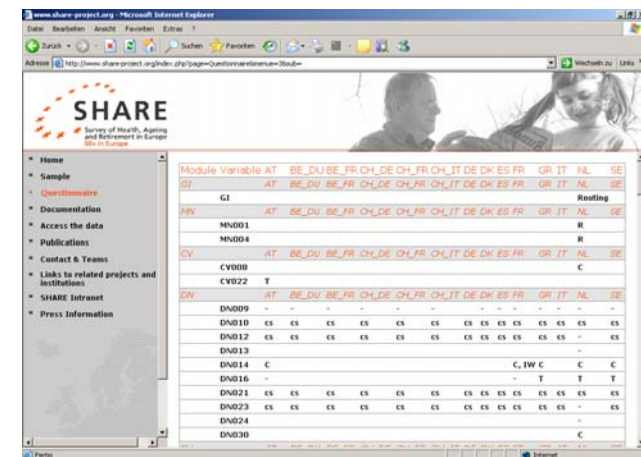 www.share-project.org - Microsoft Internet Explorer
Datei Bearbeiten Ansicht Favoriten Extras ?
Zurück Suchen Favoriten
Adresse http://www.share-project.org/index.php?page=Questionnaire&menue=3&sub= Wechseln zu Links
SHARE
Survey of Health, Ageing
and Retirement in Europe
50+ in Europe
Home
Sample
Questionnaire
Documentation
Access the data
Publications
Contact & Teams
Links to related projects and
institutions
SHARE Intranet
Press Information
Module Variable AT BE_DU BE_FR CH_DE CH_FR CH_IT DE DK ES FR GR IT NL SE
GI AT BE_DU BE_FR CH_DE CH_FR CH_IT DE DK ES FR GR IT NL SE
GI Routing
MN AT BE_DU BE_FR CH_DE CH_FR CH_IT DE DK ES FR GR IT NL SE
MN001 R
MN004 R
CV AT BE_DU BE_FR CH_DE CH_FR CH_IT DE DK ES FR GR IT NL SE
CV008 C
CV022 T
DN AT BE_DU BE_FR CH_DE CH_FR CH_IT DE DK ES FR GR IT NL SE
DN009 - - - - - - - - - - - - - -
DN010 cs cs cs cs cs cs cs cs cs cs cs cs cs cs
DN012 cs cs cs cs cs cs cs cs cs cs cs cs - cs
DN013 -
DN014 C C, IW C C C
DN016 - - T T T
DN021 cs cs cs cs cs cs cs cs cs cs cs cs cs cs
DN023 cs cs cs cs cs cs cs cs cs cs cs cs - cs
DN024 -
DN030 C
Fertig Internet